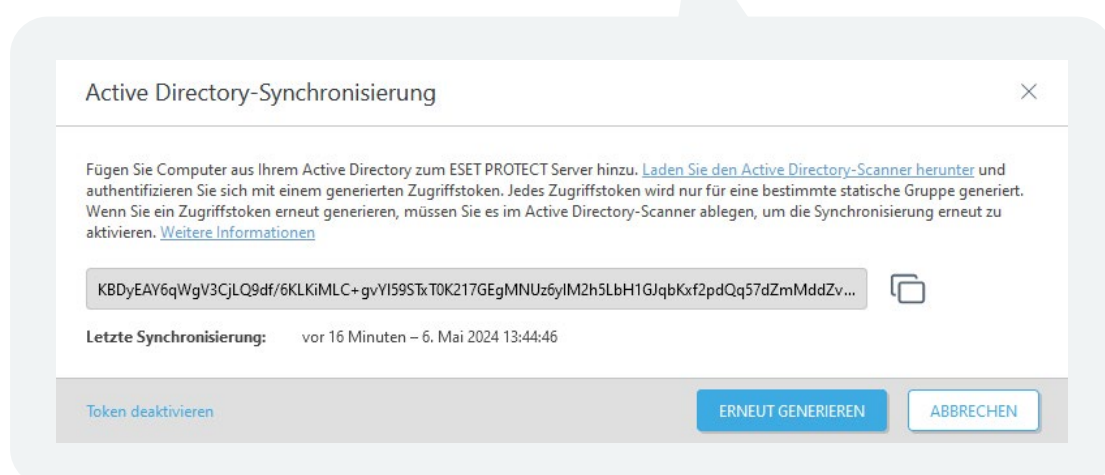 Active Directory-Synchronisierung
Fügen Sie Computer aus Ihrem Active Directory zum ESET PROTECT Server hinzu. Laden Sie den Active Directory-Scanner herunter und
authentifizieren Sie sich mit einem generierten Zugriffstoken. Jedes Zugriffstoken wird nur für eine bestimmte statische Gruppe generiert.
Wenn Sie ein Zugriffstoken erneut generieren, müssen Sie es im Active Directory-Scanner ablegen, um die Synchronisierung erneut zu
aktivieren. Weitere Informationen
KBDyEAY6qWgV3CjLQ9df/6KLKiMLC+gvYI59STxT0K217GEgMNUz6yIM2h5LbH1GJqbKxf2pdQq57dZmMddZv...
Letzte Synchronisierung: vor 16 Minuten – 6. Mai 2024 13:44:46
Token deaktivieren ERNEUT GENERIEREN ABBRECHEN